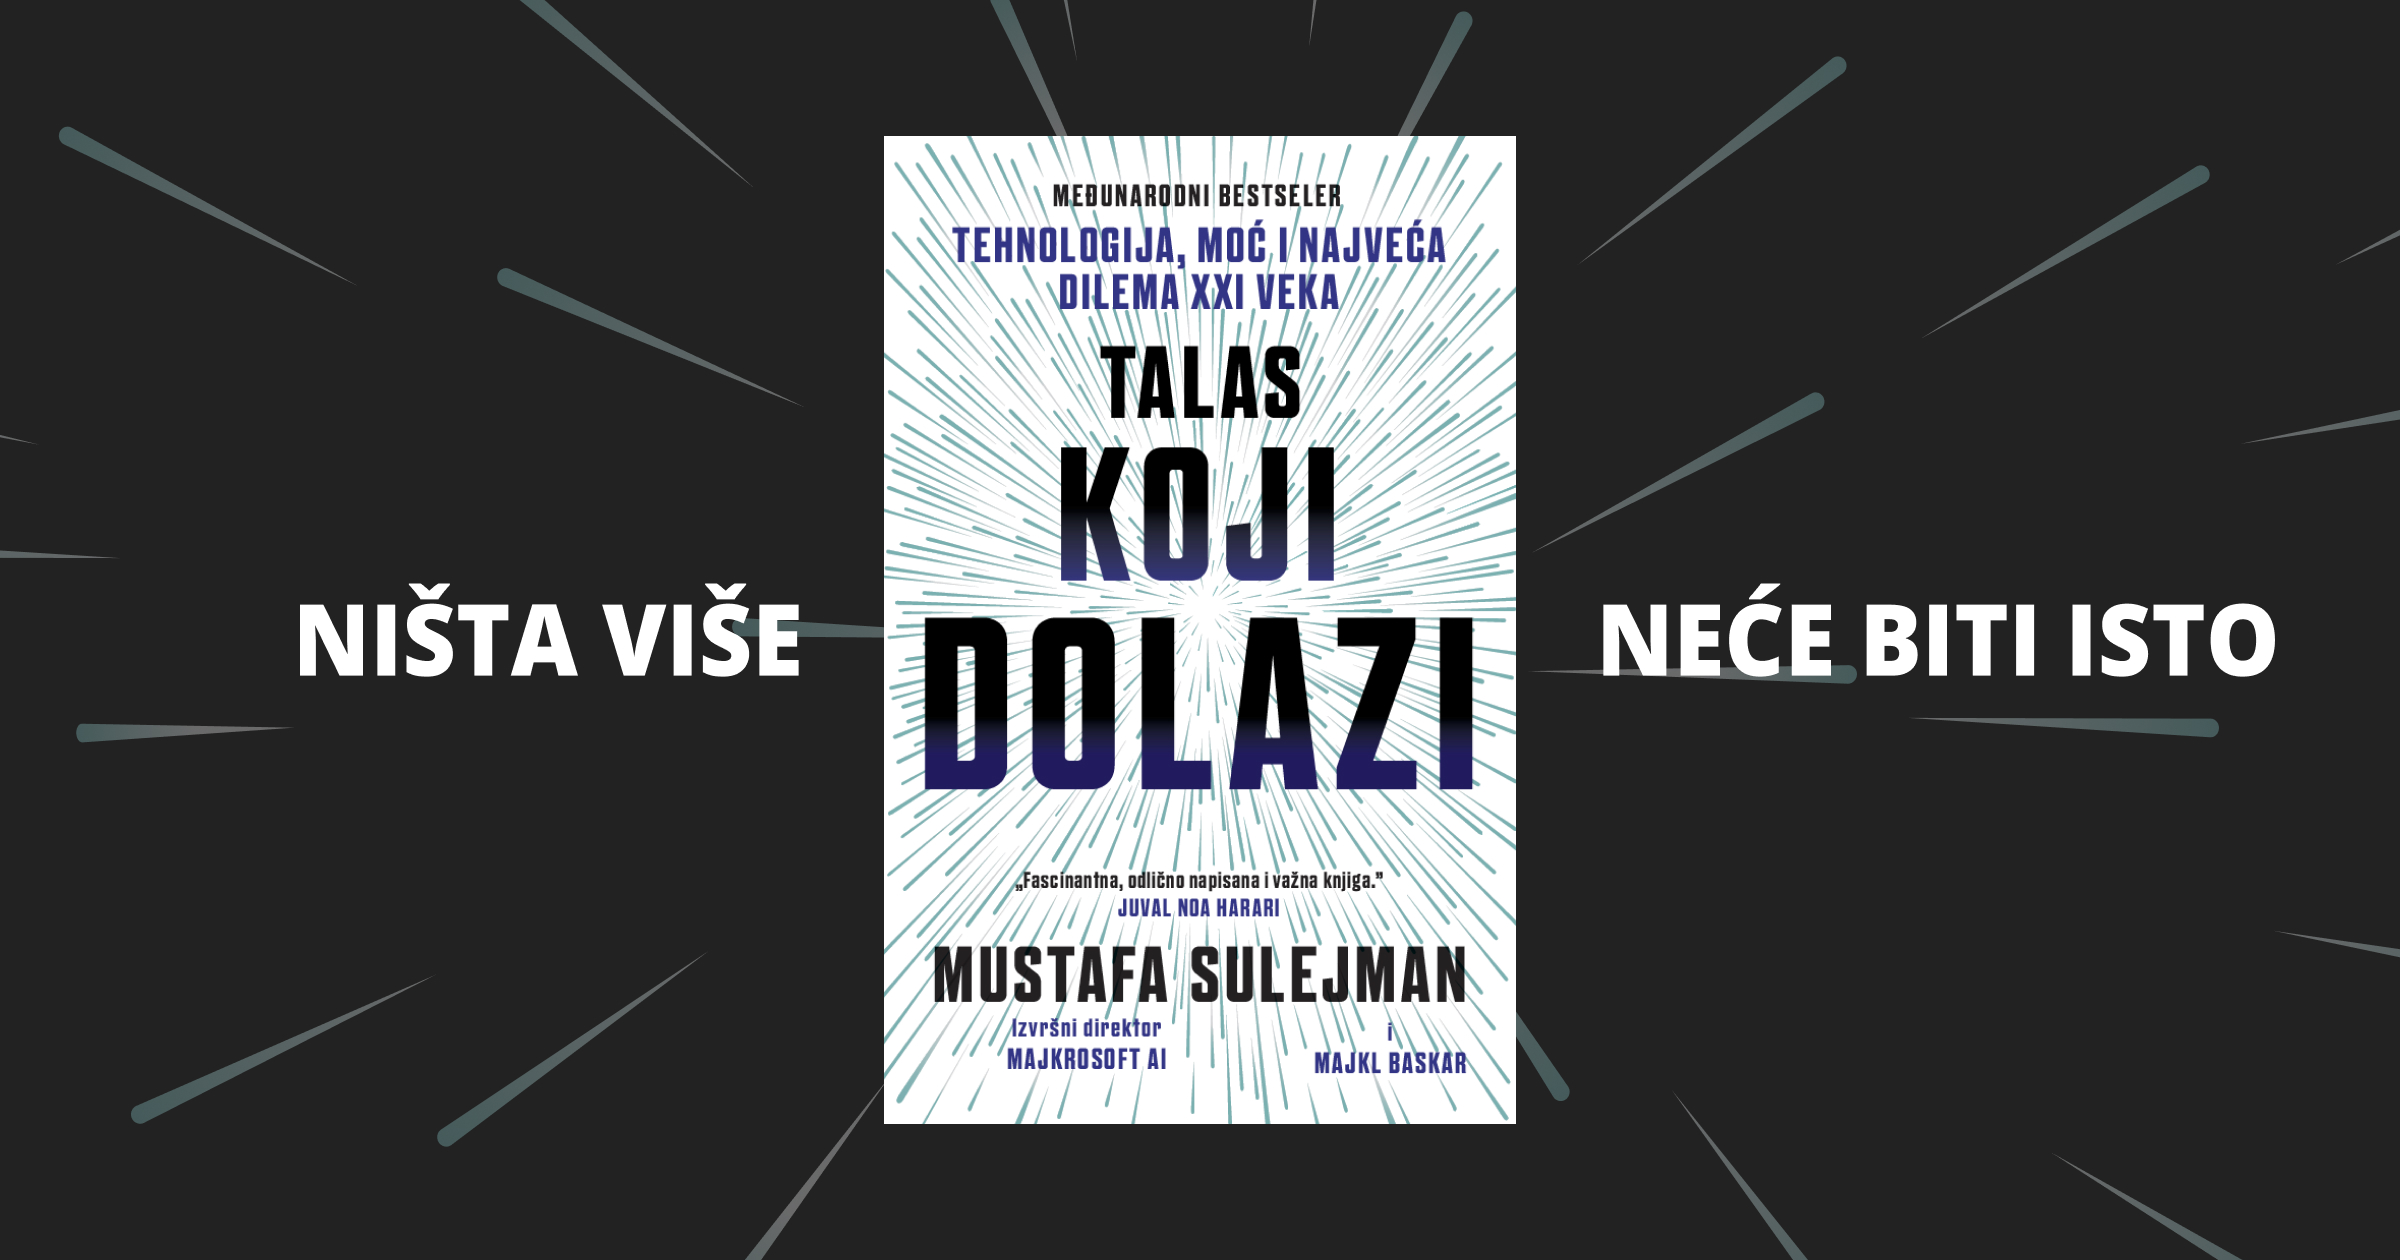 NIŠTA VIŠE
MEĐUNARODNI BESTSELER
TEHNOLOGIJA, MOĆ I NAJVEĆA
DILEMA XXI VEKA
TALAS
KOJI
DOLAZI
„Fascinantna, odlično napisana i važna knjiga.”
JUVAL NOA HARARI
MUSTAFA SULEJMAN
Izvršni direktor
MAJKROSOFT AI
i
MAJKL BASKAR
NEĆE BITI ISTO